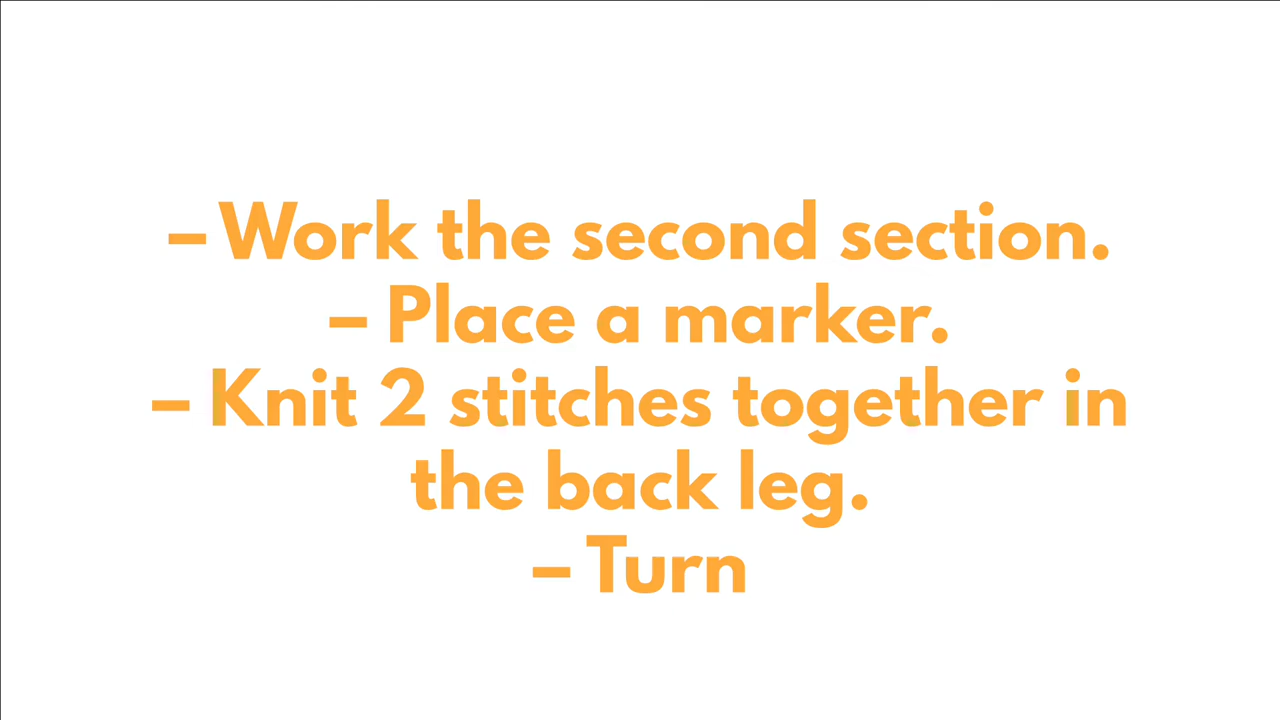 – Work the second section.
– Place a marker.
– Knit 2 stitches together in
the back leg.
– Turn